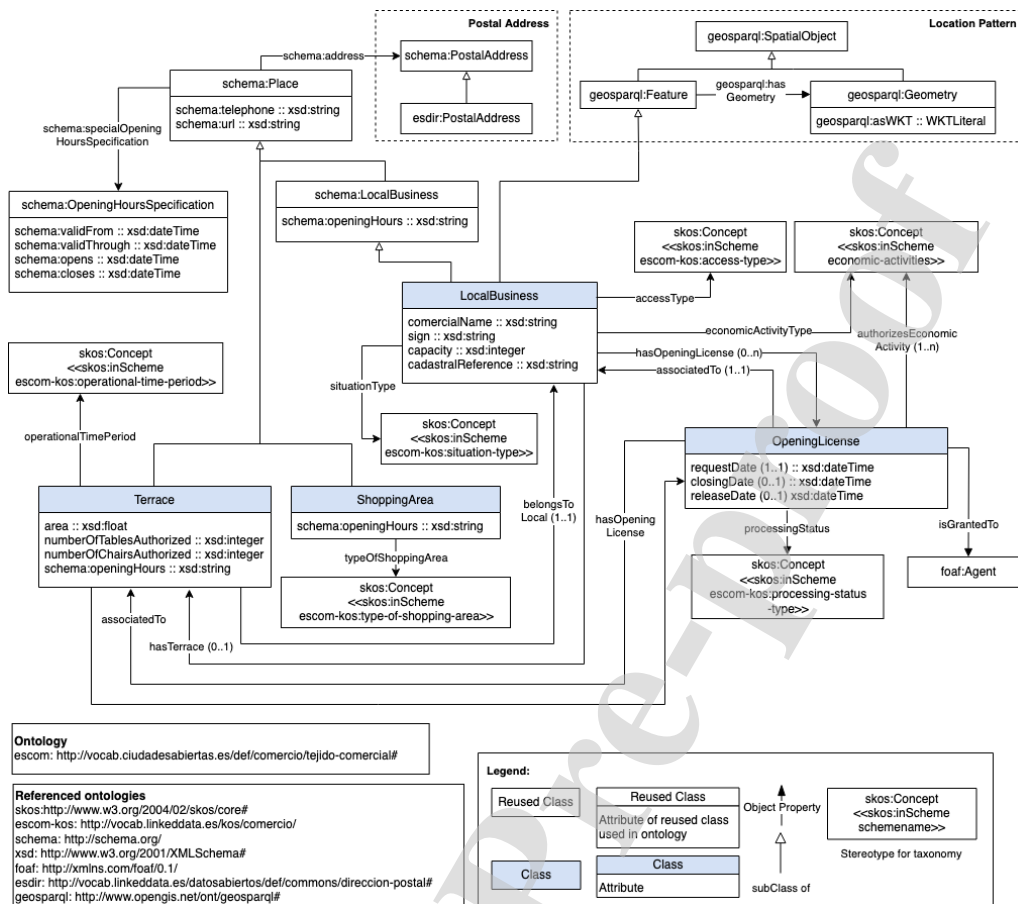 Postal Address
Location Pattern
schema:address
schema:PostalAddress
esdir:PostalAddress
geosparql:SpatialObject
geosparql:Feature
geosparql:has
Geometry
geosparql:Geometry
geosparql:asWKT :: WKTLiteral
schema:Place
schema:telephone :: xsd:string
schema:url :: xsd:string
schema:specialOpening
HoursSpecification
schema:LocalBusiness
schema:openingHours :: xsd:string
schema:OpeningHoursSpecification
schema:validFrom :: xsd:dateTime
schema:validThrough :: xsd:dateTime
schema:opens :: xsd:dateTime
schema:closes :: xsd:dateTime
skos:Concept
<<skos:inScheme
escom-kos:access-type>>
skos:Concept
<<skos:inScheme
economic-activities>>
LocalBusiness
comercialName :: xsd:string
sign :: xsd:string
capacity :: xsd:integer
cadastralReference :: xsd:string
accessType
economicActivityType
authorizesEconomic
Activity (1..n)
hasOpeningLicense (0..n)
associatedTo (1..1)
skos:Concept
<<skos:inScheme
escom-kos:operational-time-period>>
situationType
skos:Concept
<<skos:inScheme
escom-kos:situation-type>>
operationalTimePeriod
OpeningLicense
requestDate (1..1) :: xsd:dateTime
closingDate (0..1) :: xsd:dateTime
releaseDate (0..1) xsd:dateTime
Terrace
area :: xsd:float
numberOfTablesAuthorized :: xsd:integer
numberOfChairsAuthorized :: xsd:integer
schema:openingHours :: xsd:string
ShoppingArea
schema:openingHours :: xsd:string
belongsTo
Local (1..1)
hasOpening
License
processingStatus
isGrantedTo
typeOfShoppingArea
skos:Concept
<<skos:inScheme
escom-kos:type-of-shopping-area>>
skos:Concept
<<skos:inScheme
escom-kos:processing-status
-type>>
foaf:Agent
associatedTo
hasTerrace (0..1)
Ontology
escom: http://vocab.ciudadesabiertas.es/def/comercio/tejido-comercial#
Referenced ontologies
skos:http://www.w3.org/2004/02/skos/core#
escom-kos: http://vocab.linkeddata.es/kos/comercio/
schema: http://schema.org/
xsd: http://www.w3.org/2001/XMLSchema#
foaf: http://xmlns.com/foaf/0.1/
esdir: http://vocab.linkeddata.es/datosabiertos/def/commons/direccion-postal#
geosparql: http://www.opengis.net/ont/geosparql#
Legend:
Reused Class
Reused Class
Attribute of reused class
used in ontology
Object Property
skos:Concept
<<skos:inScheme
schemename>>
Stereotype for taxonomy
Class
Class
Attribute
subClass of
Pre-proof